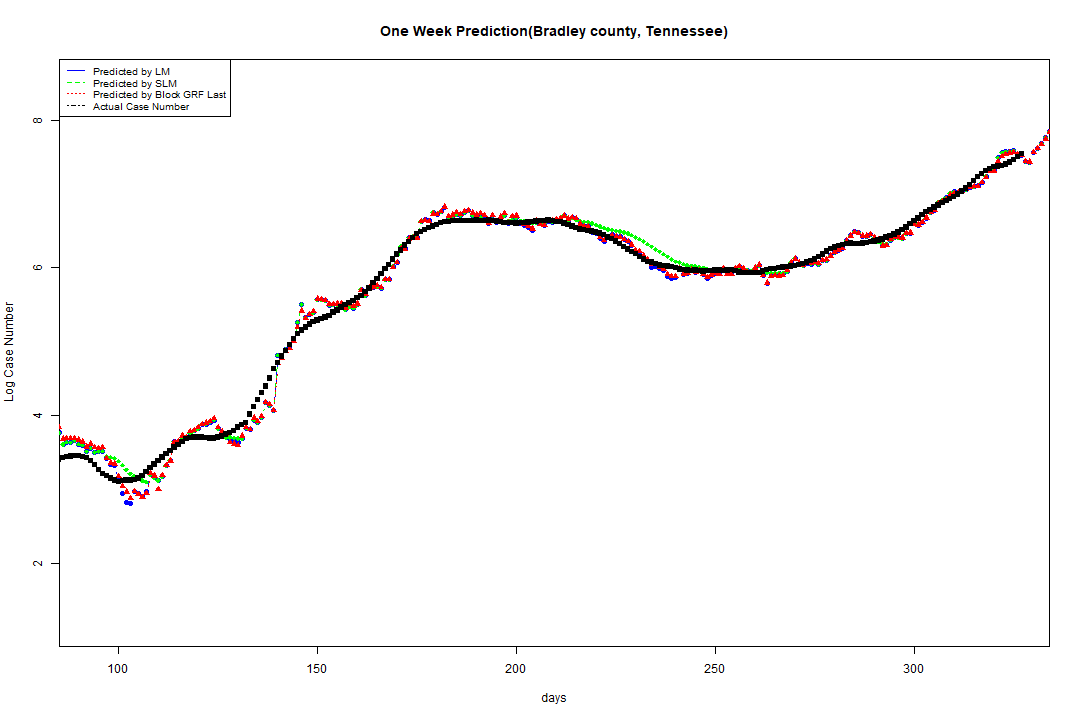 One Week Prediction(Bradley county, Tennessee)
Predicted by LM
Predicted by SLM
Predicted by Block GRF Last
Actual Case Number
8
6
4
2
Log Case Number
100 150 200 250 300
days